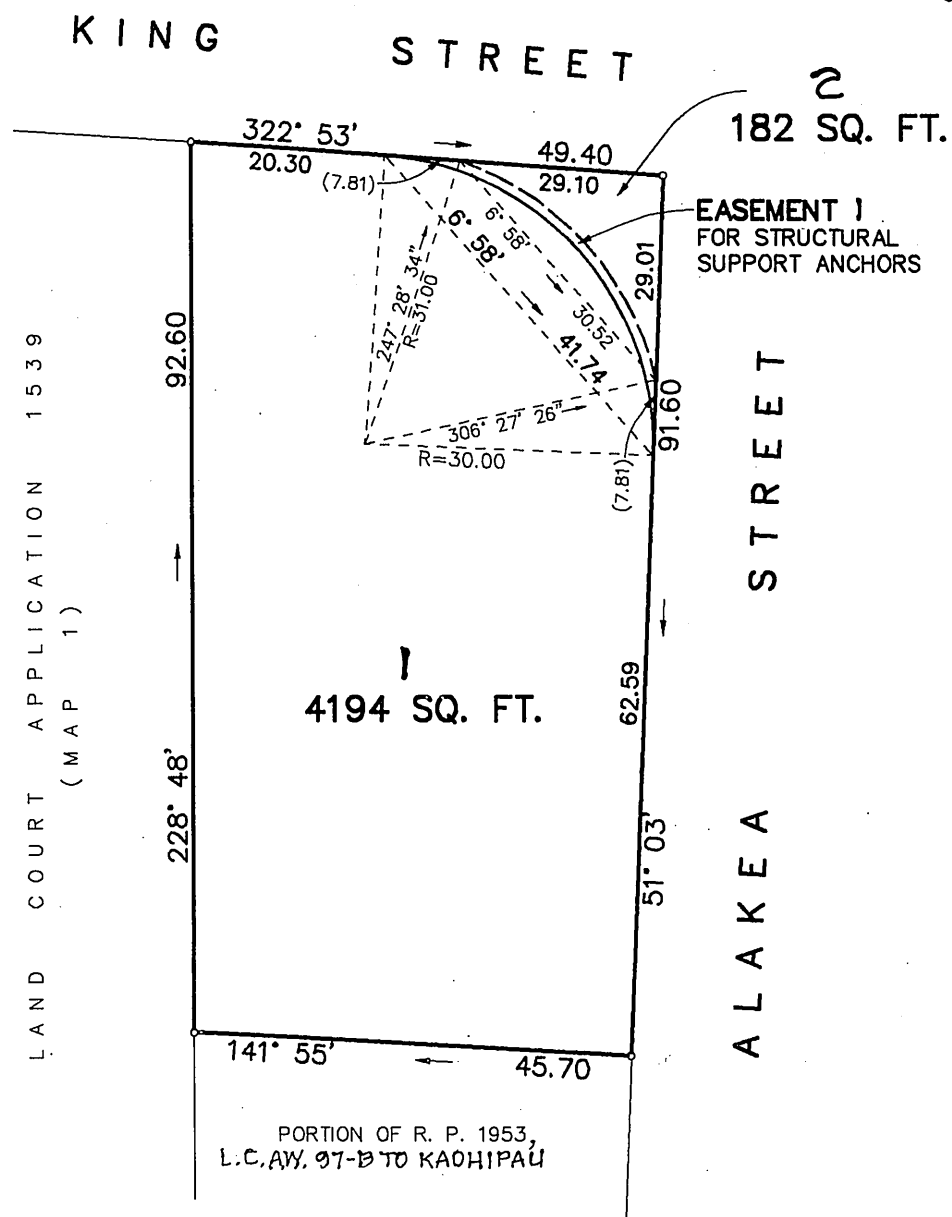 KING STREET
2
182 SQ. FT.
322° 53'
20.30
49.40
29.10
(7.81)
EASEMENT 1
FOR STRUCTURAL
SUPPORT ANCHORS
29.01
6° 58'
6° 58'
30.52
41.74
247° 28' 34"
R=31.00
306° 27' 26"
R=30.00
(7.81)
91.60
92.60
228° 48'
LAND COURT APPLICATION 1539
(MAP 1)
1
4194 SQ. FT.
62.59
51° 03'
ALAKEA STREET
141° 55'
45.70
PORTION OF R. P. 1953,
L.C.AW. 97-B TO KAOHIPAU